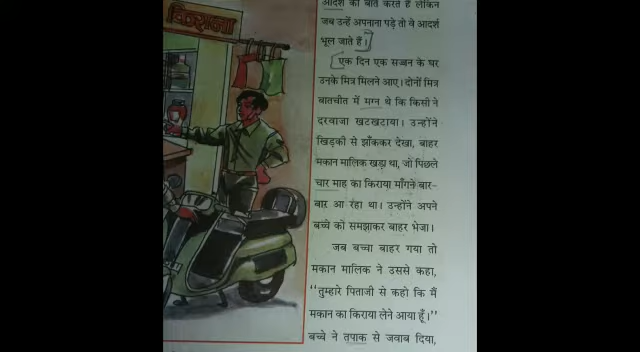 किसना
आदर्श की बातें करते हैं लेकिन
जब उन्हें अपनाना पड़े तो वे आदर्श
भूल जाते हैं।
एक दिन एक सज्जन के घर
उनके मित्र मिलने आए। दोनों मित्र
बातचीत में मग्न थे कि किसी ने
दरवाजा खटखटाया। उन्होंने
खिड़की से झाँककर देखा, बाहर
मकान मालिक खड़ा था, जो पिछले
चार माह का किराया माँगने बार-
बार आ रहा था। उन्होंने अपने
बच्चे को समझाकर बाहर भेजा।
जब बच्चा बाहर गया तो
मकान मालिक ने उससे कहा,
"तुम्हारे पिताजी से कहो कि मैं
मकान का किराया लेने आया हूँ।"
बच्चे ने तपाक से जवाब दिया,